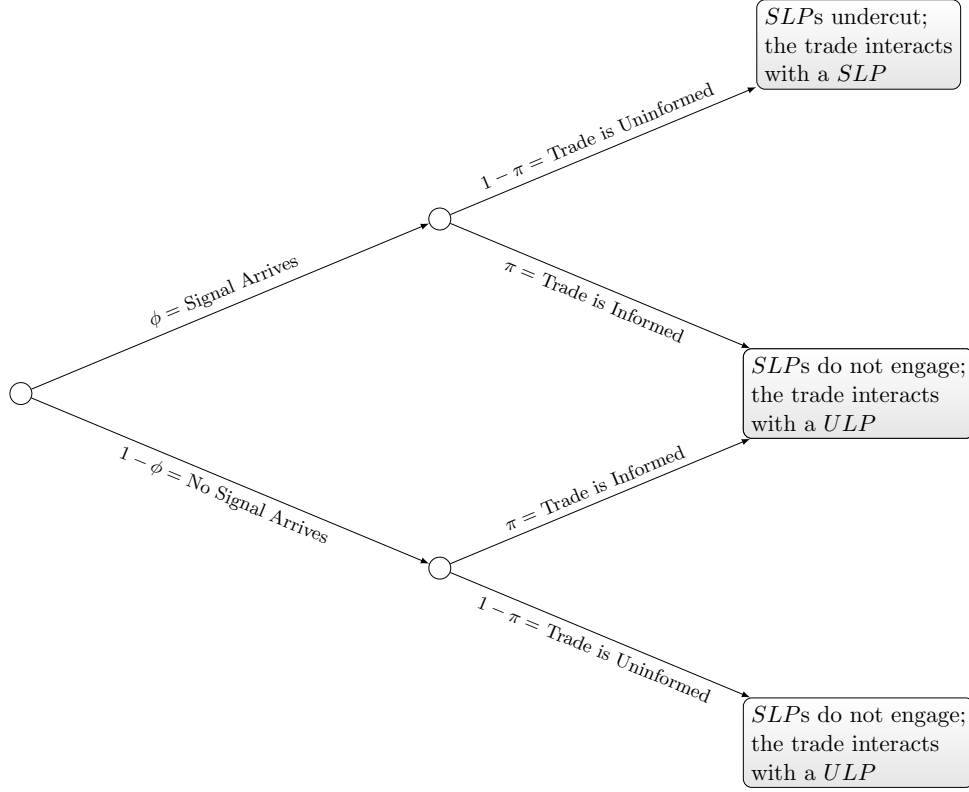 SLPs undercut;
the trade interacts
with a SLP
1 − π = Trade is Uninformed
ϕ = Signal Arrives
π = Trade is Informed
SLPs do not engage;
the trade interacts
with a ULP
1 − ϕ = No Signal Arrives
π = Trade is Informed
1 − π = Trade is Uninformed
SLPs do not engage;
the trade interacts
with a ULP